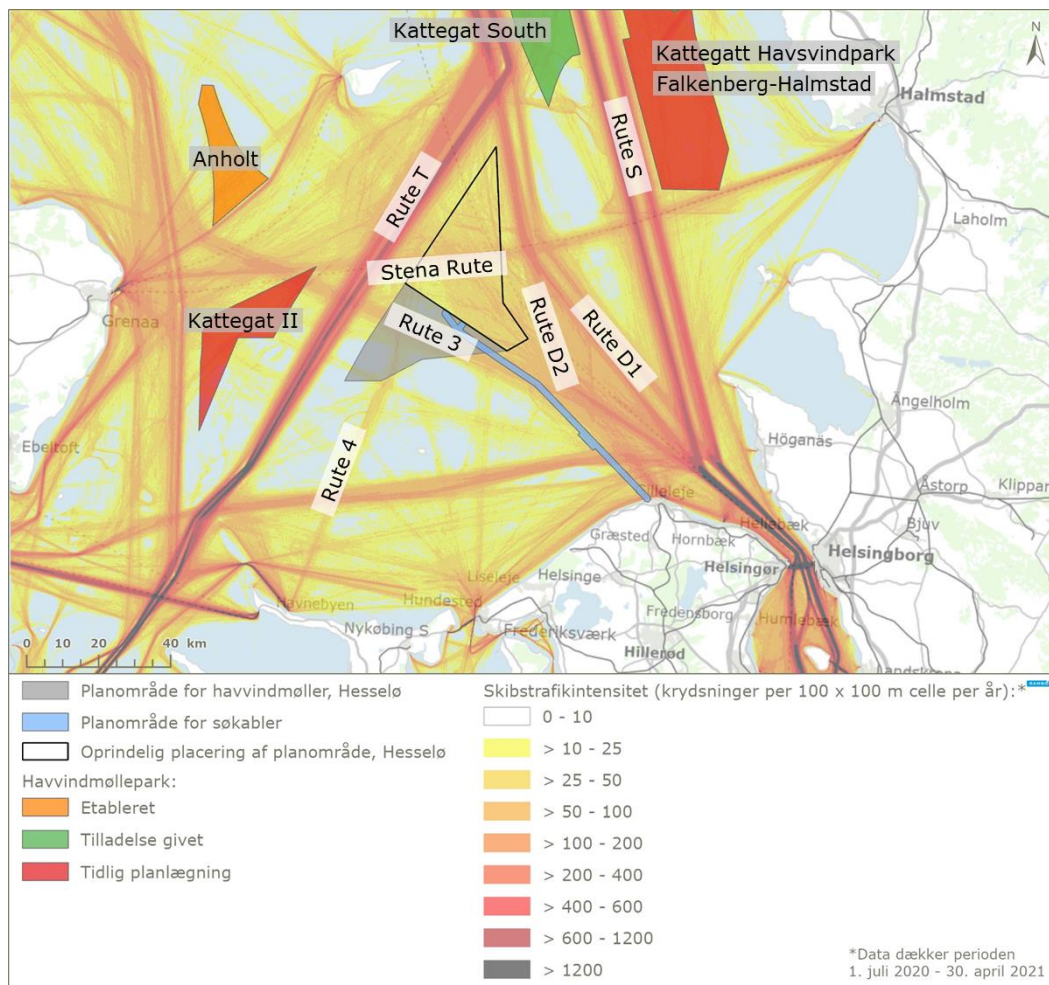 Kattegat South
Kattegatt Havsvindpark
Falkenberg-Halmstad
N
Halmstad
Anholt
Rute T
Rute S
Laholm
Stena Rute
Grenaa
Kattegat II
Rute 3
Rute D2
Rute D1
Ängelholm
Ebeltoft
Rute 4
Höganäs
Åstorp
Klippan
Gilleleje
Bjuv
Græsted
Hornbæk
Hellebæk
Helsingør
Helsingborg
Havnebyen
Liseleje
Helsinge
Hundested
Fredensborg
Humlebæk
Nykøbing S
Frederiksværk
Hillerød
0 10 20 40 km
Planområde for havvindmøller, Hesselø
Planområde for søkabler
Oprindelig placering af planområde, Hesselø
Havvindmøllepark:
Etableret
Tilladelse givet
Tidlig planlægning
Skibstrafikintensitet (krydsninger per 100 x 100 m celle per år):*
0 - 10
> 10 - 25
> 25 - 50
> 50 - 100
> 100 - 200
> 200 - 400
> 400 - 600
> 600 - 1200
> 1200
*Data dækker perioden
1. juli 2020 - 30. april 2021